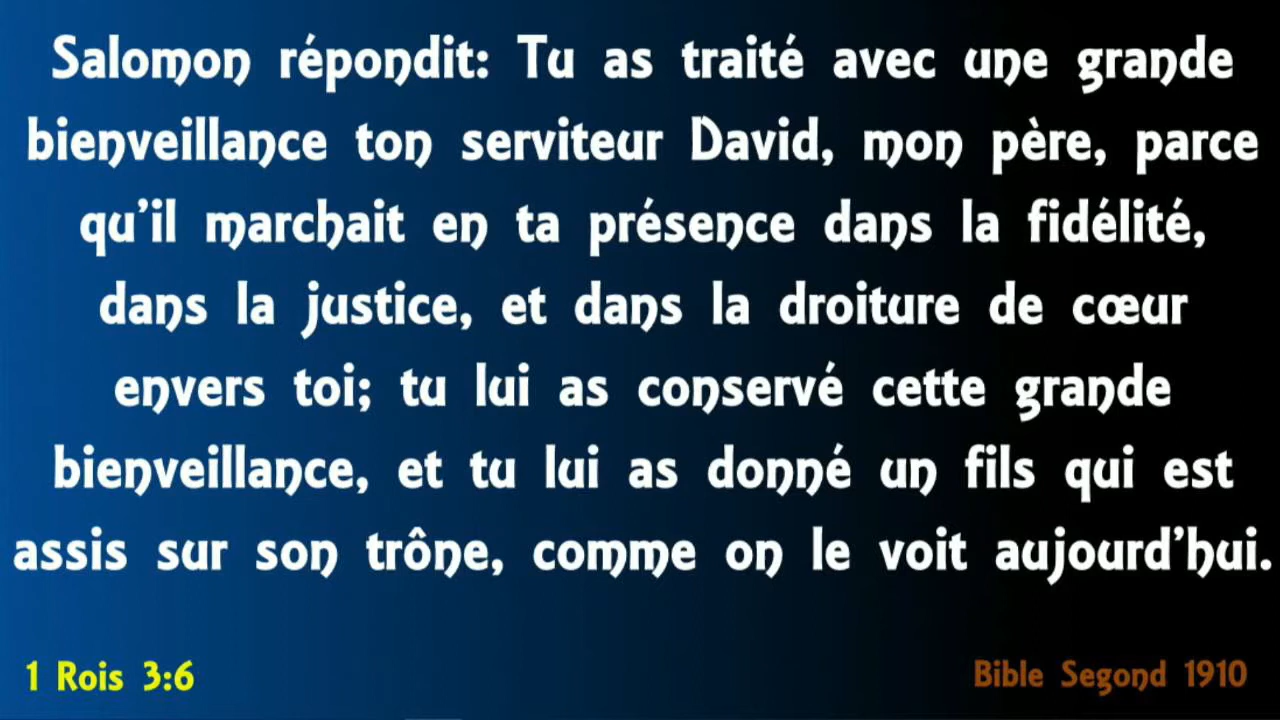 Salomon répondit: Tu as traité avec une grande
bienveillance ton serviteur David, mon père, parce
qu’il marchait en ta présence dans la fidélité,
dans la justice, et dans la droiture de cœur
envers toi; tu lui as conservé cette grande
bienveillance, et tu lui as donné un fils qui est
assis sur son trône, comme on le voit aujourd’hui.
1 Rois 3:6
Bible Segond 1910